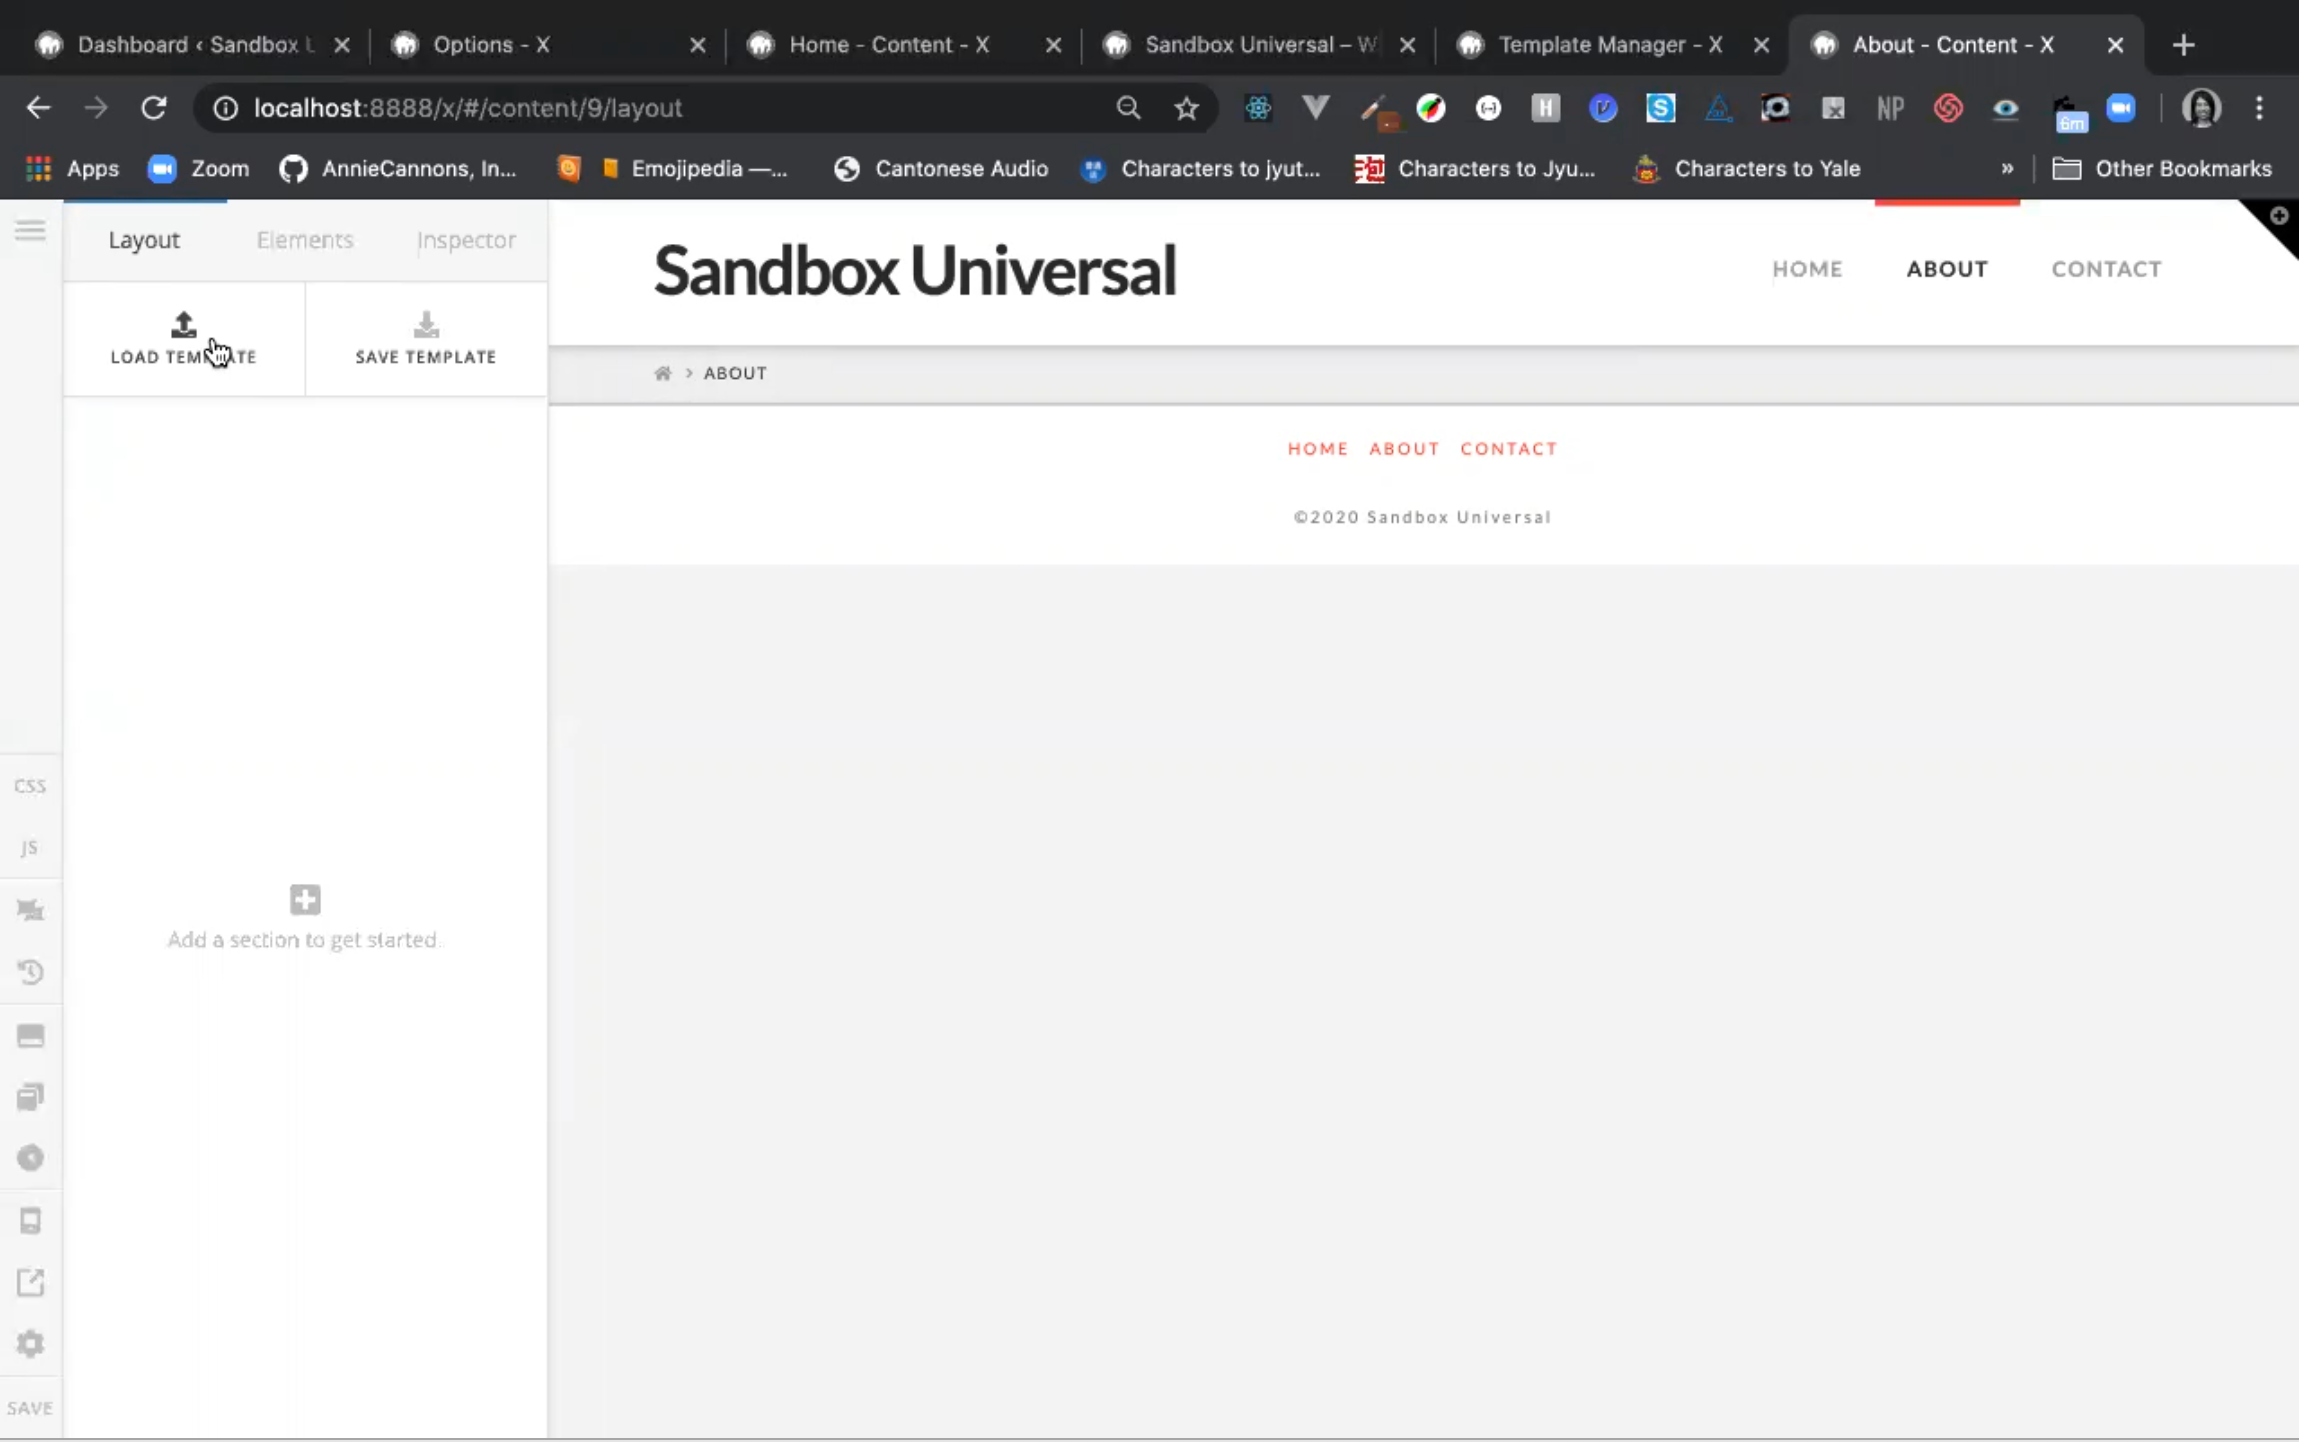 Dashboard ‹ Sandbox
Options - X
Home - Content - X
Sandbox Universal – W
Template Manager - X
About - Content - X
localhost:8888/x/#/content/9/layout
NP
6m
Apps
Zoom
AnnieCannons, In...
Emojipedia —...
Cantonese Audio
Characters to jyut...
Characters to Jyu...
Characters to Yale
»
Other Bookmarks
Layout
Elements
Inspector
LOAD TEMPLATE
SAVE TEMPLATE
Add a section to get started.
CSS
JS
SAVE
Sandbox Universal
HOME
ABOUT
CONTACT
> ABOUT
HOME ABOUT CONTACT
©2020 Sandbox Universal